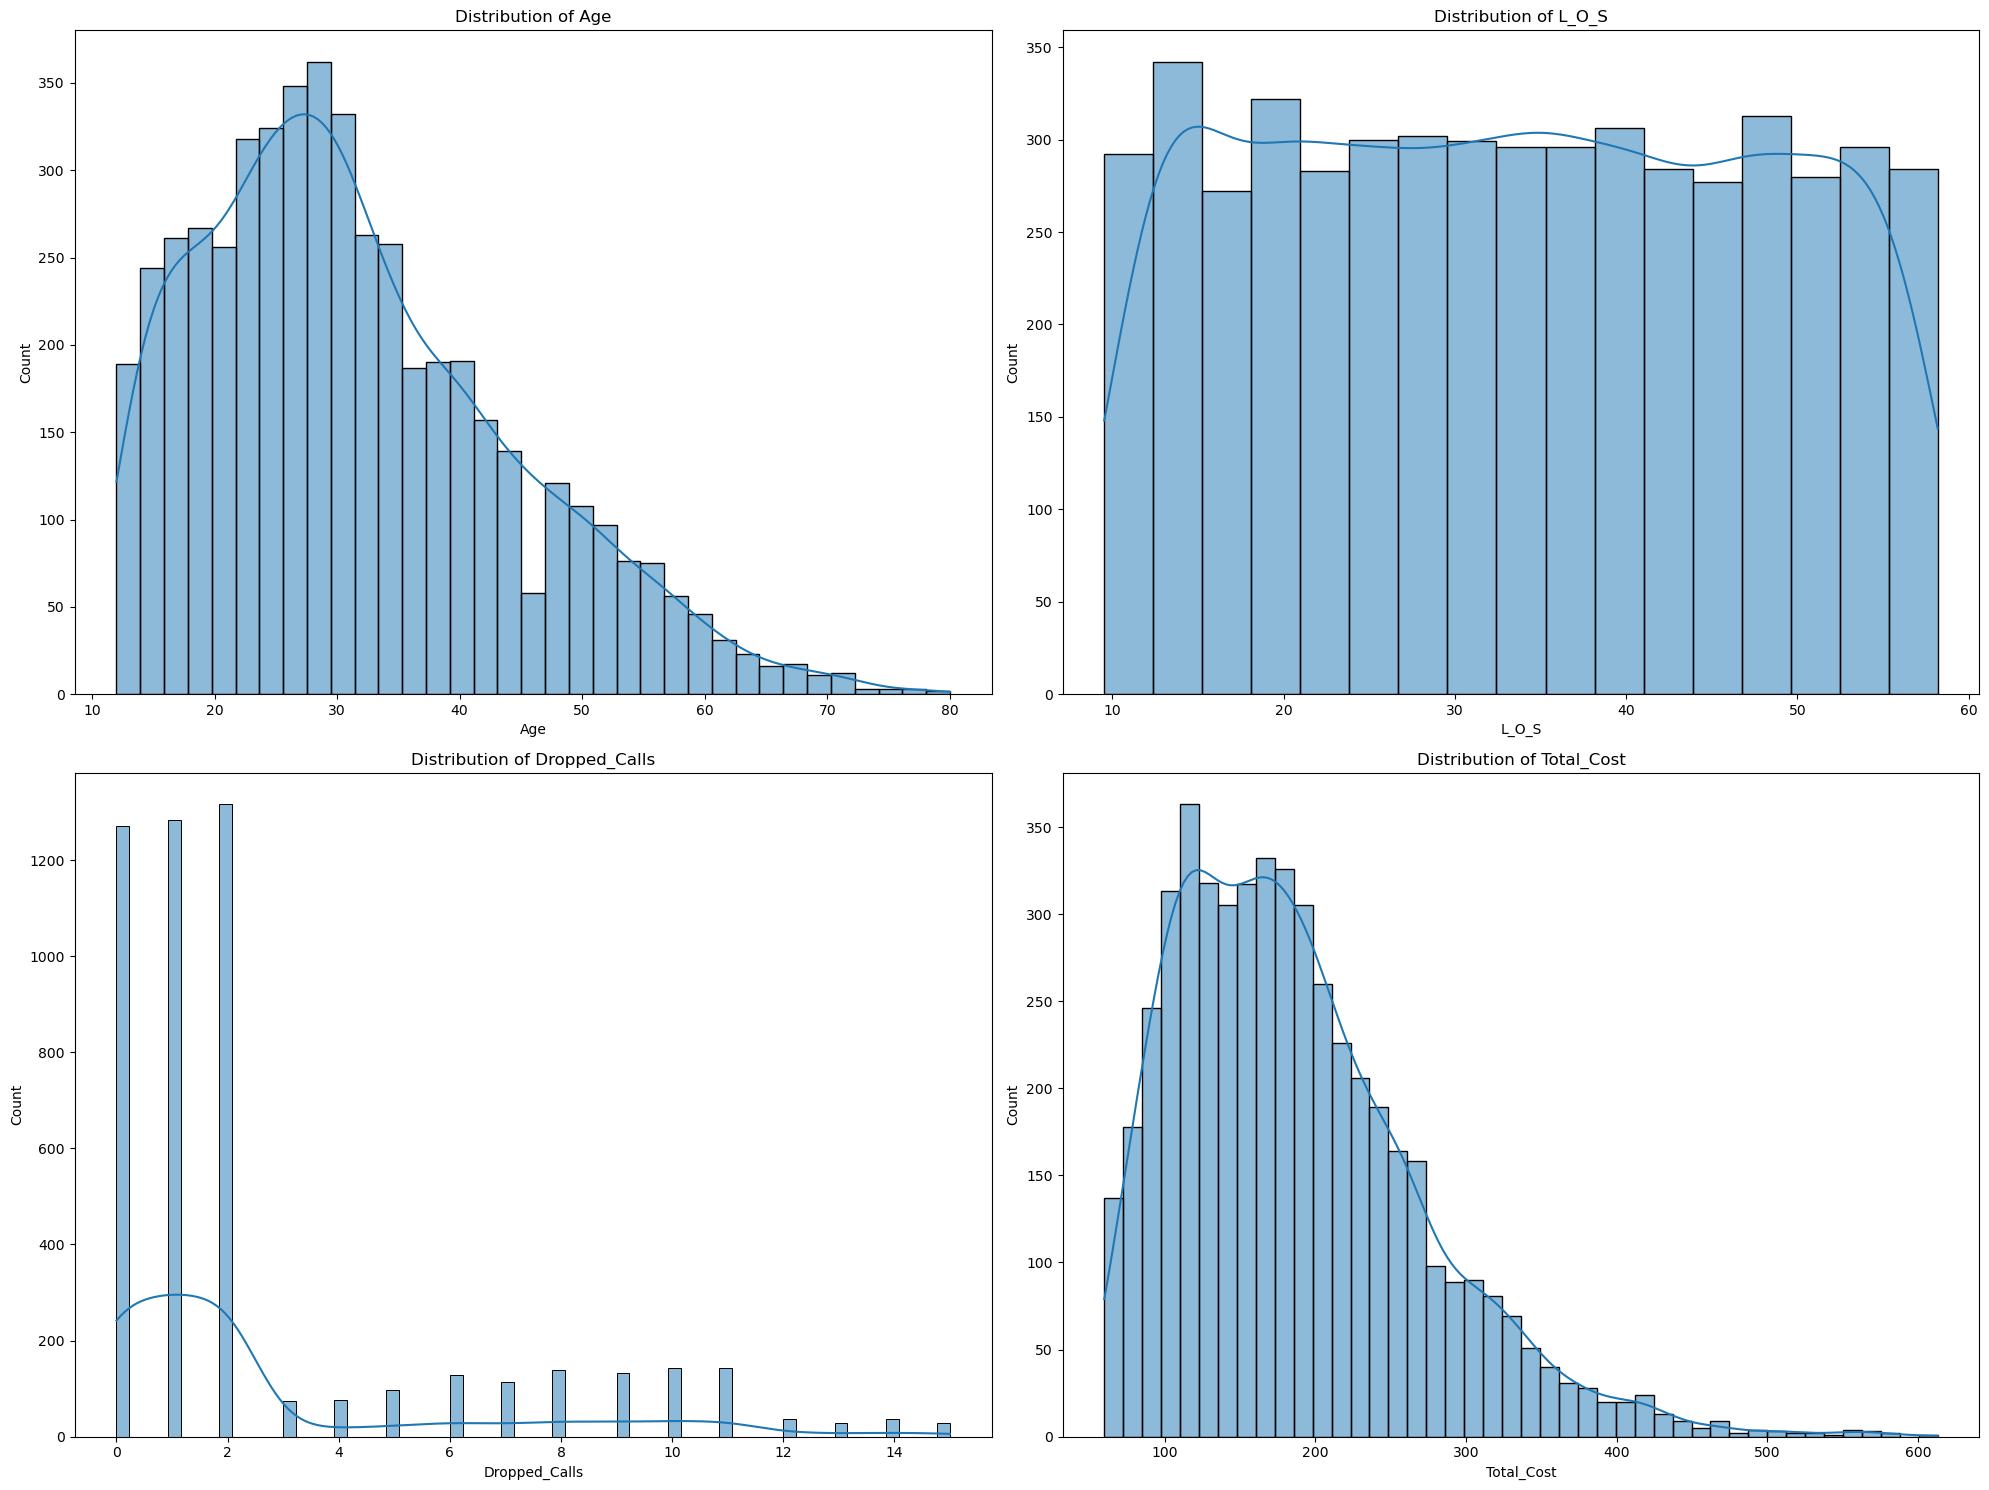 Distribution of Age
350
300
250
200
150
100
50
0
Count
10 20 30 40 50 60 70 80
Age
Distribution of L_O_S
350
300
250
200
150
100
50
0
Count
10 20 30 40 50 60
L_O_S
Distribution of Dropped_Calls
1200
1000
800
600
400
200
0
Count
0 2 4 6 8 10 12 14
Dropped_Calls
Distribution of Total_Cost
350
300
250
200
150
100
50
0
Count
100 200 300 400 500 600
Total_Cost